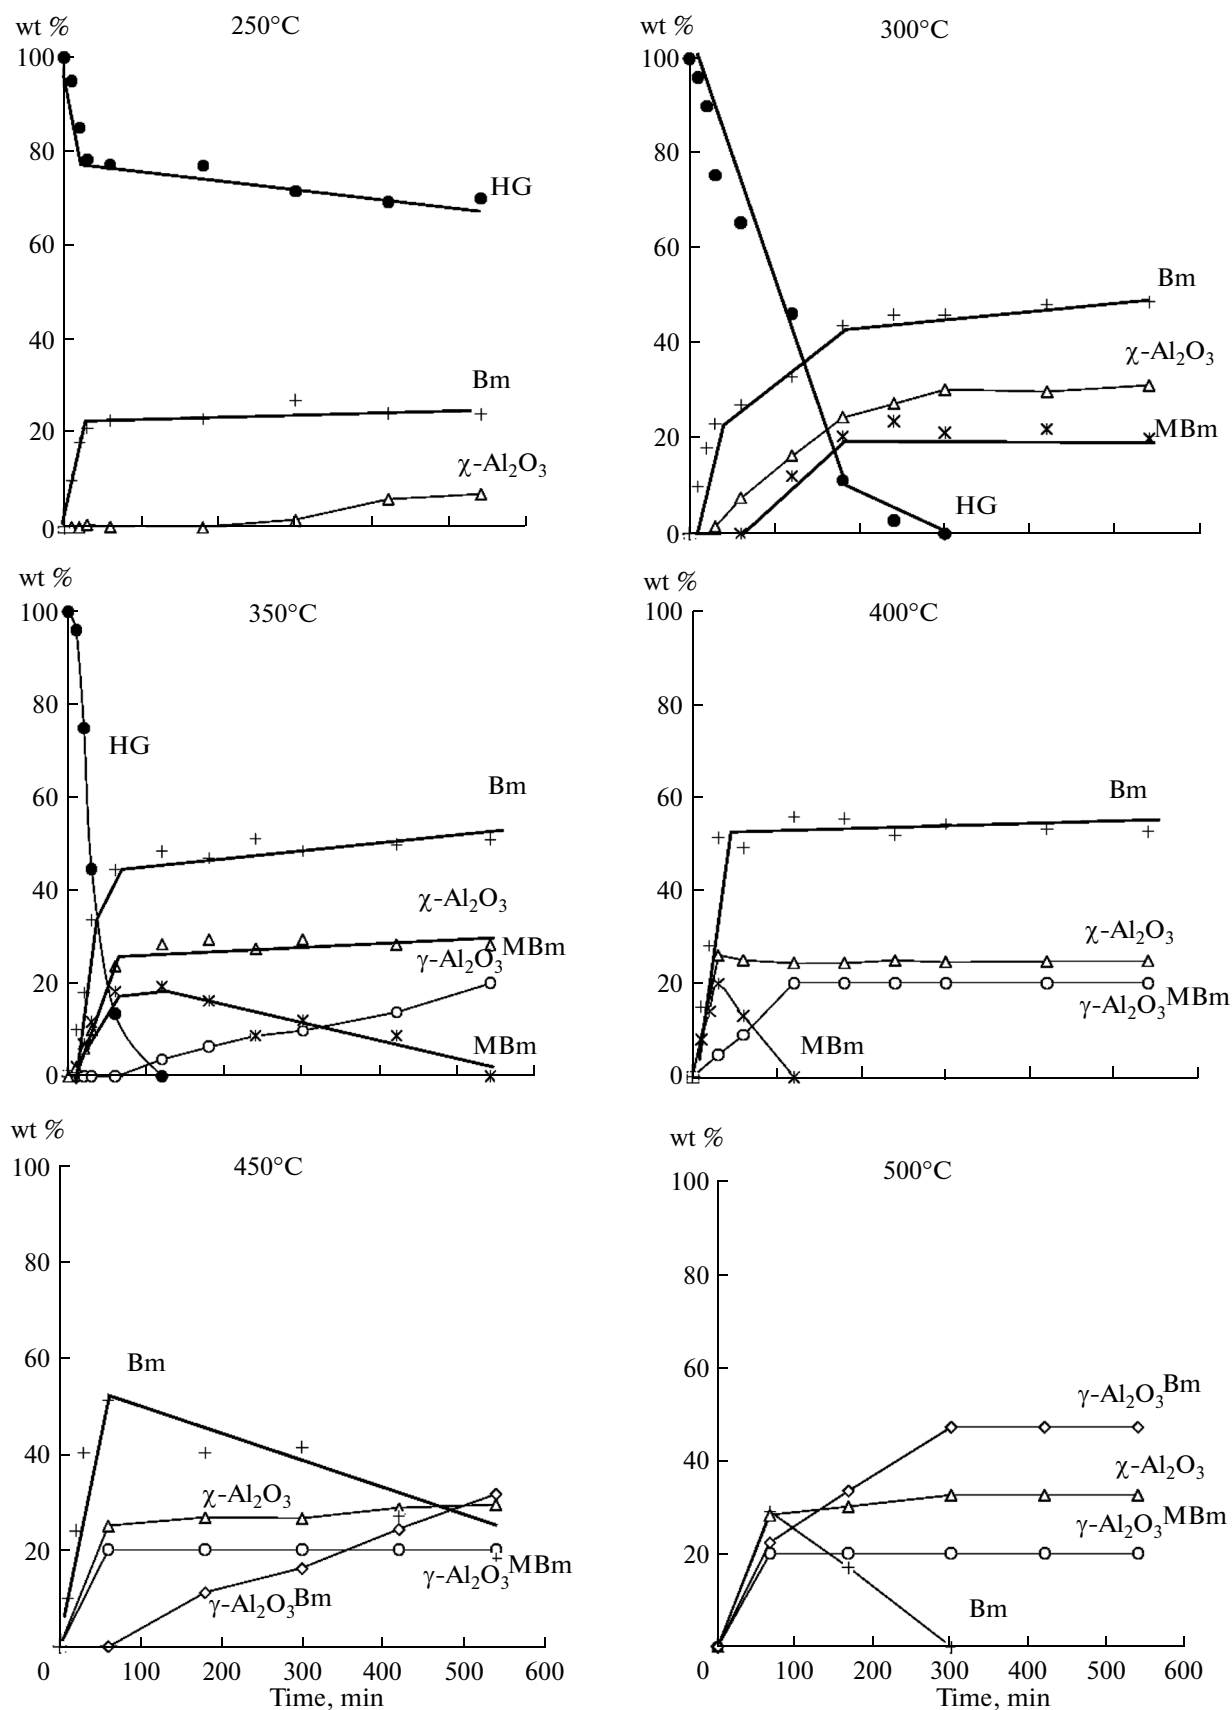 wt %
250°C
100
80
60
40
20
0
HG
Bm
χ-Al₂O₃
wt %
300°C
100
80
60
40
20
0
Bm
χ-Al₂O₃
MBm
HG
wt %
350°C
100
80
60
40
20
0
HG
Bm
χ-Al₂O₃
γ-Al₂O₃MBm
MBm
wt %
400°C
100
80
60
40
20
0
Bm
χ-Al₂O₃
γ-Al₂O₃MBm
MBm
wt %
450°C
100
80
60
40
20
Bm
χ-Al₂O₃
γ-Al₂O₃MBm
γ-Al₂O₃Bm
0 100 200 300 400 500 600
Time, min
wt %
500°C
100
80
60
40
20
γ-Al₂O₃Bm
χ-Al₂O₃
γ-Al₂O₃MBm
Bm
0 100 200 300 400 500 600
Time, min